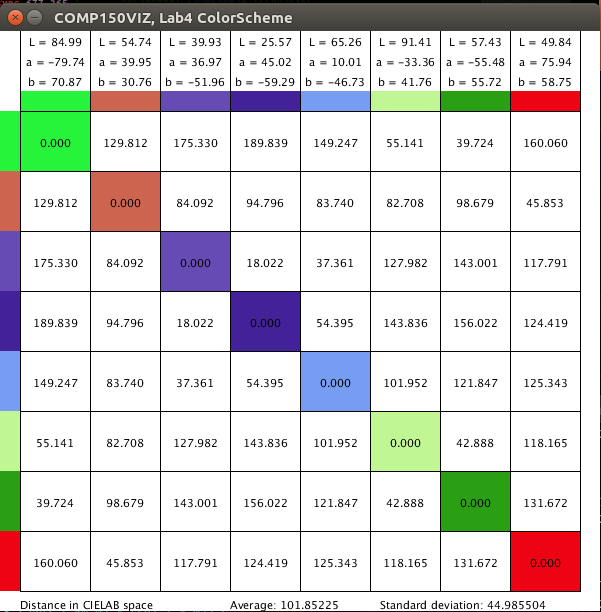 COMP150VIZ, Lab4 ColorScheme
L = 84.99 L = 54.74 L = 39.93 L = 25.57 L = 65.26 L = 91.41 L = 57.43 L = 49.84
a = -79.74 a = 39.95 a = 36.97 a = 45.02 a = 10.01 a = -33.36 a = -55.48 a = 75.94
b = 70.87 b = 30.76 b = -51.96 b = -59.29 b = -46.73 b = 41.76 b = 55.72 b = 58.75
0.000 129.812 175.330 189.839 149.247 55.141 39.724 160.060
129.812 0.000 84.092 94.796 83.740 82.708 98.679 45.853
175.330 84.092 0.000 18.022 37.361 127.982 143.001 117.791
189.839 94.796 18.022 0.000 54.395 143.836 156.022 124.419
149.247 83.740 37.361 54.395 0.000 101.952 121.847 125.343
55.141 82.708 127.982 143.836 101.952 0.000 42.888 118.165
39.724 98.679 143.001 156.022 121.847 42.888 0.000 131.672
160.060 45.853 117.791 124.419 125.343 118.165 131.672 0.000
Distance in CIELAB space Average: 101.85225 Standard deviation: 44.985504